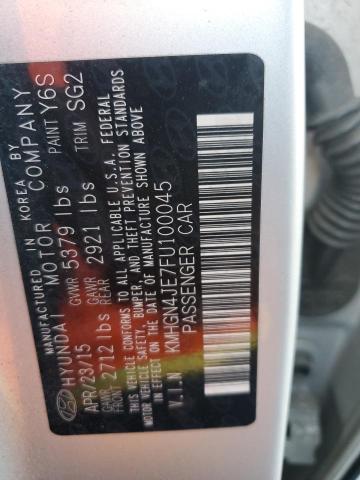 MANUFACTURED IN KOREA BY
HYUNDAI MOTOR COMPANY
APR/23/15 GVWR 5379 lbs PAINT Y6S
GAWR FRONT 2712 lbs GAWR REAR 2921 lbs TRIM SG2
THIS VEHICLE CONFORMS TO ALL APPLICABLE U.S.A. FEDERAL
MOTOR VEHICLE SAFETY, BUMPER, AND THEFT PREVENTION STANDARDS
IN EFFECT ON THE DATE OF MANUFACTURE SHOWN ABOVE
V.I.N KMHGN4JE7FU100045
PASSENGER CAR